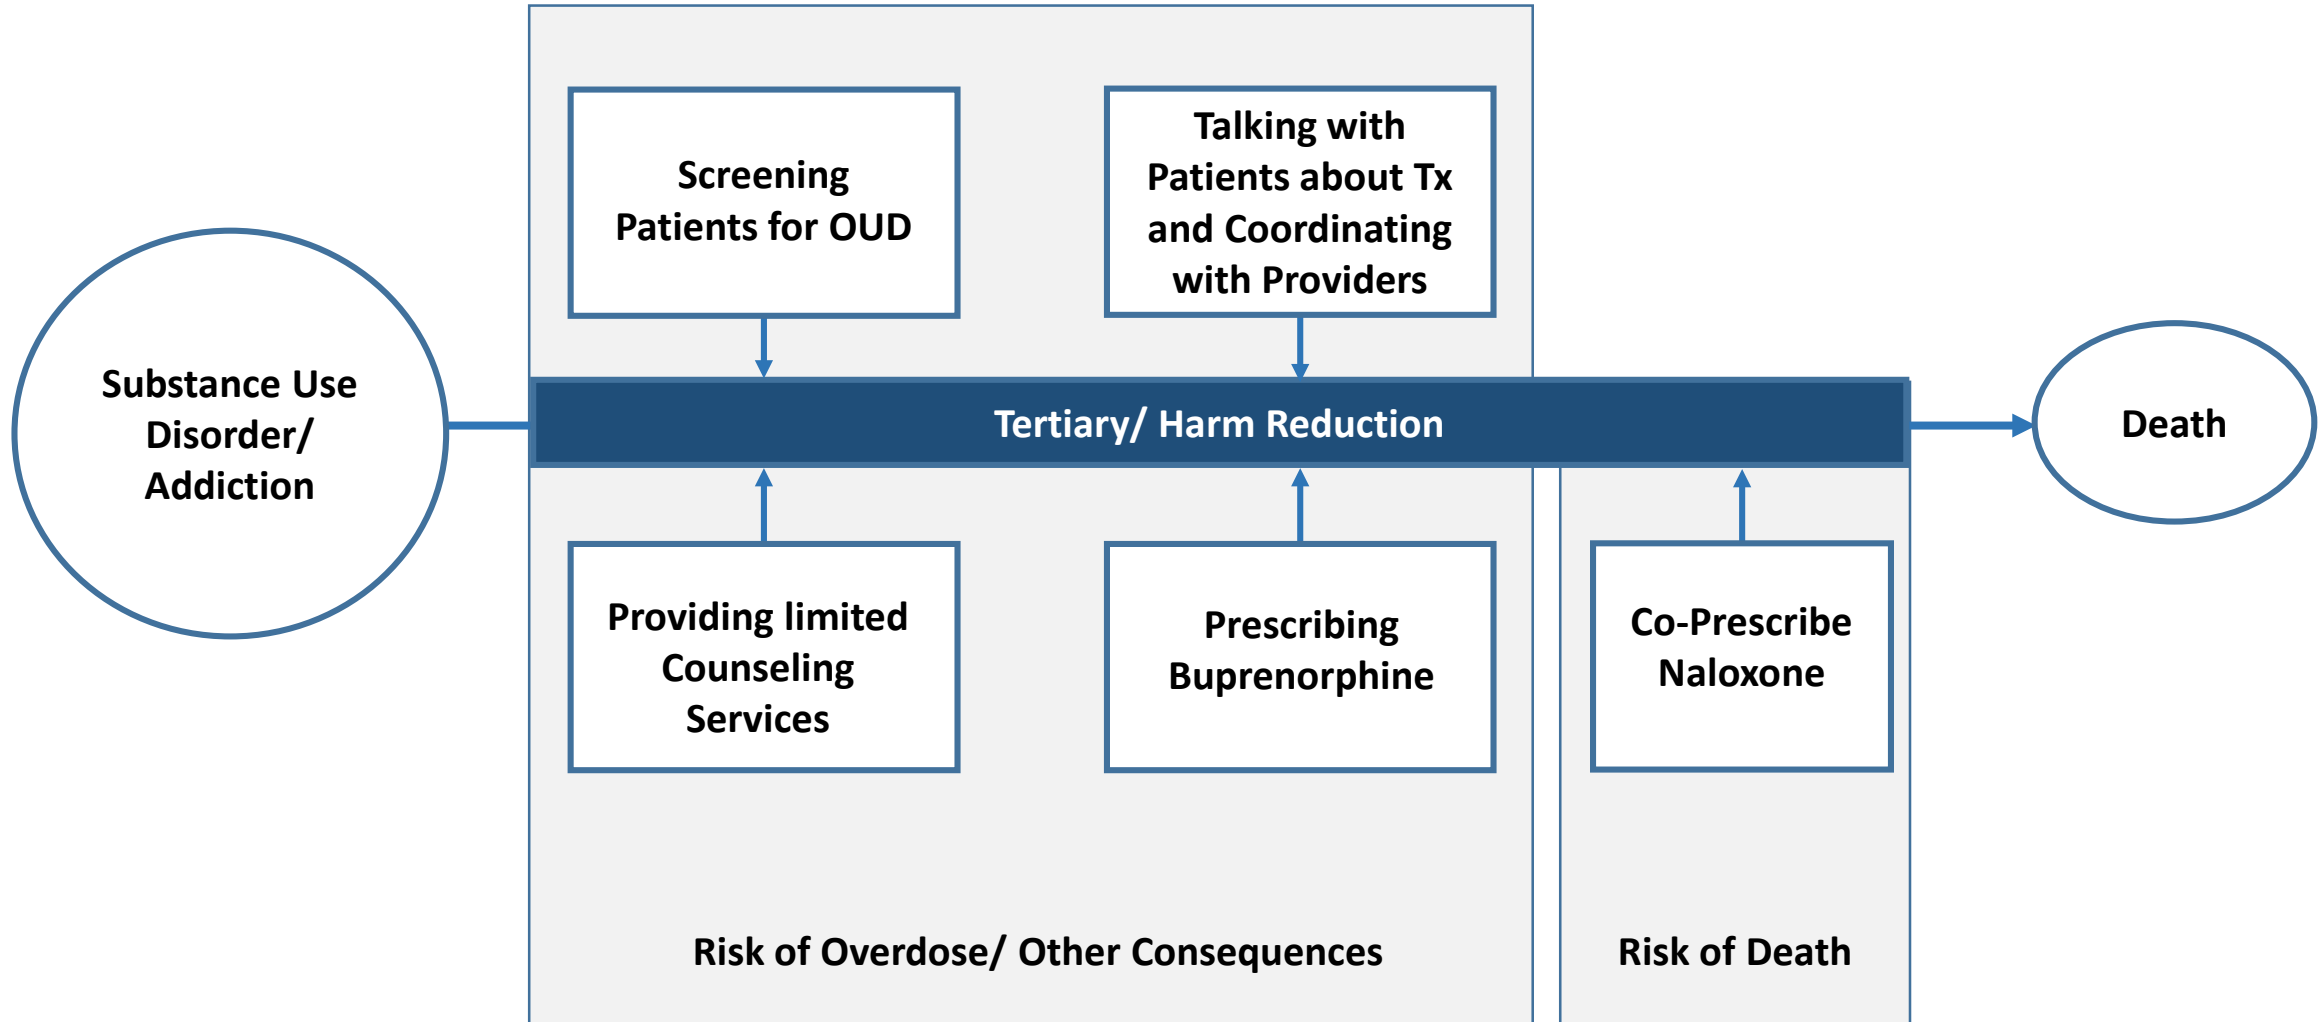 Substance Use
Disorder/
Addiction
Screening
Patients for OUD
Talking with
Patients about Tx
and Coordinating
with Providers
Tertiary/ Harm Reduction
Death
Providing limited
Counseling
Services
Prescribing
Buprenorphine
Co-Prescribe
Naloxone
Risk of Overdose/ Other Consequences
Risk of Death